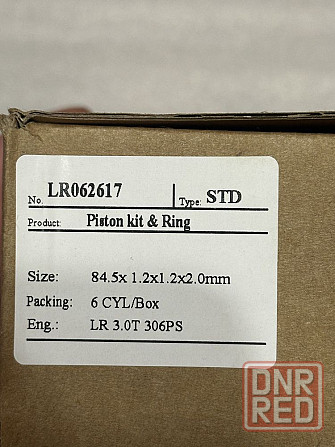 No. LR062617 Type: STD
Product: Piston kit & Ring
Size: 84.5x 1.2x1.2x2.0mm
Packing: 6 CYL/Box
Eng.: LR 3.0T 306PS
DNR
RED